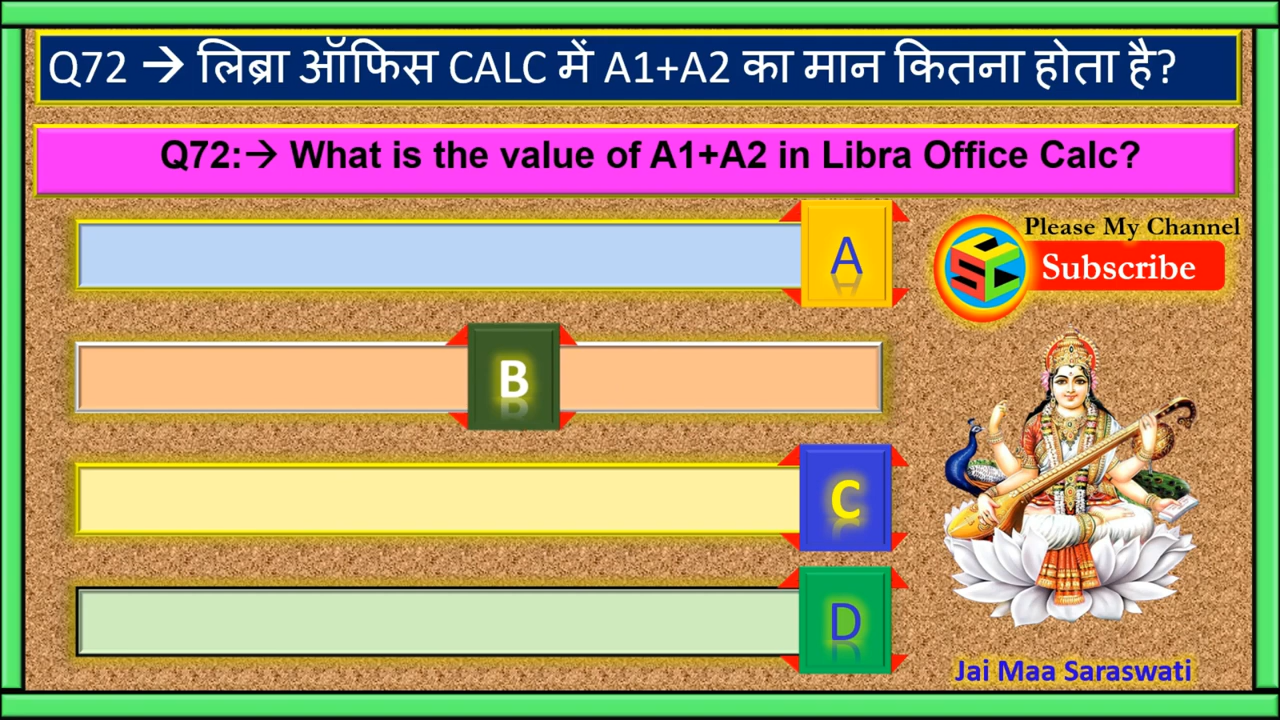 Q72 → लिब्रा ऑफिस CALC में A1+A2 का मान कितना होता है?
Q72:→ What is the value of A1+A2 in Libra Office Calc?
A
Please My Channel
SCC Subscribe
B
C
D
Jai Maa Saraswati